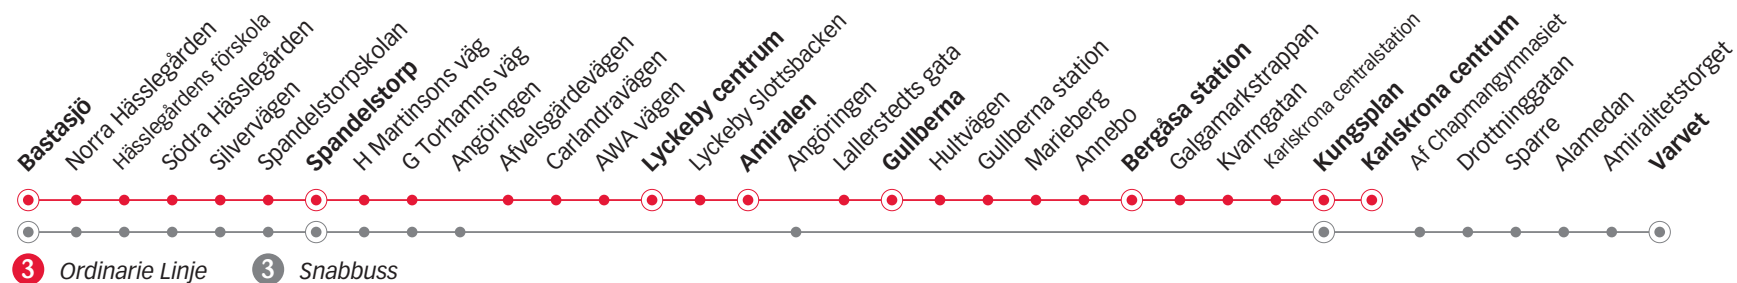 Bastasjö
Norra Hässlegården
Hässlegårdens förskola
Södra Hässlegården
Silvervägen
Spandelstorpskolan
Spandelstorp
H Martinsons väg
G Torhamns väg
Angöringen
Afvelsgärdevägen
Carlandravägen
AWA vägen
Lyckeby centrum
Lyckeby Slottsbacken
Amiralen
Angöringen
Lallerstedts gata
Gullberna
Hultvägen
Gullberna station
Marieberg
Annebo
Bergåsa station
Galgamarkstrappan
Kvarngatan
Karlskrona centralstation
Kungsplan
Karlskrona centrum
Af Chapmangymnasiet
Drottninggatan
Sparre
Alamedan
Amiralitetstorget
Varvet
3 Ordinarie Linje
3 Snabbuss